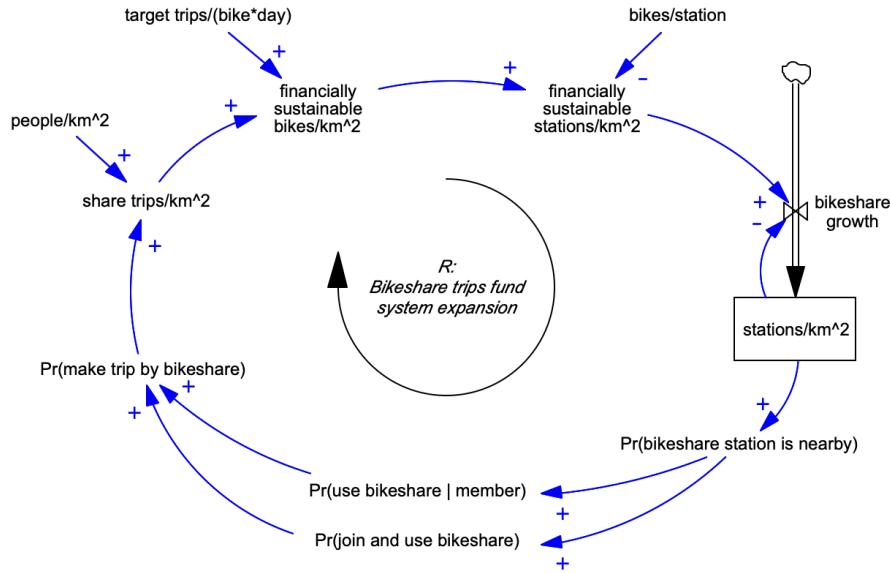 target trips/(bike*day)
bikes/station
+
+
+
–
financially
sustainable
bikes/km^2
financially
sustainable
stations/km^2
people/km^2
+
+
share trips/km^2
bikeshare
growth
+
–
+
R:
Bikeshare trips fund
system expansion
stations/km^2
Pr(make trip by bikeshare)
+
+
+
Pr(bikeshare station is nearby)
Pr(use bikeshare | member)
+
Pr(join and use bikeshare)
+